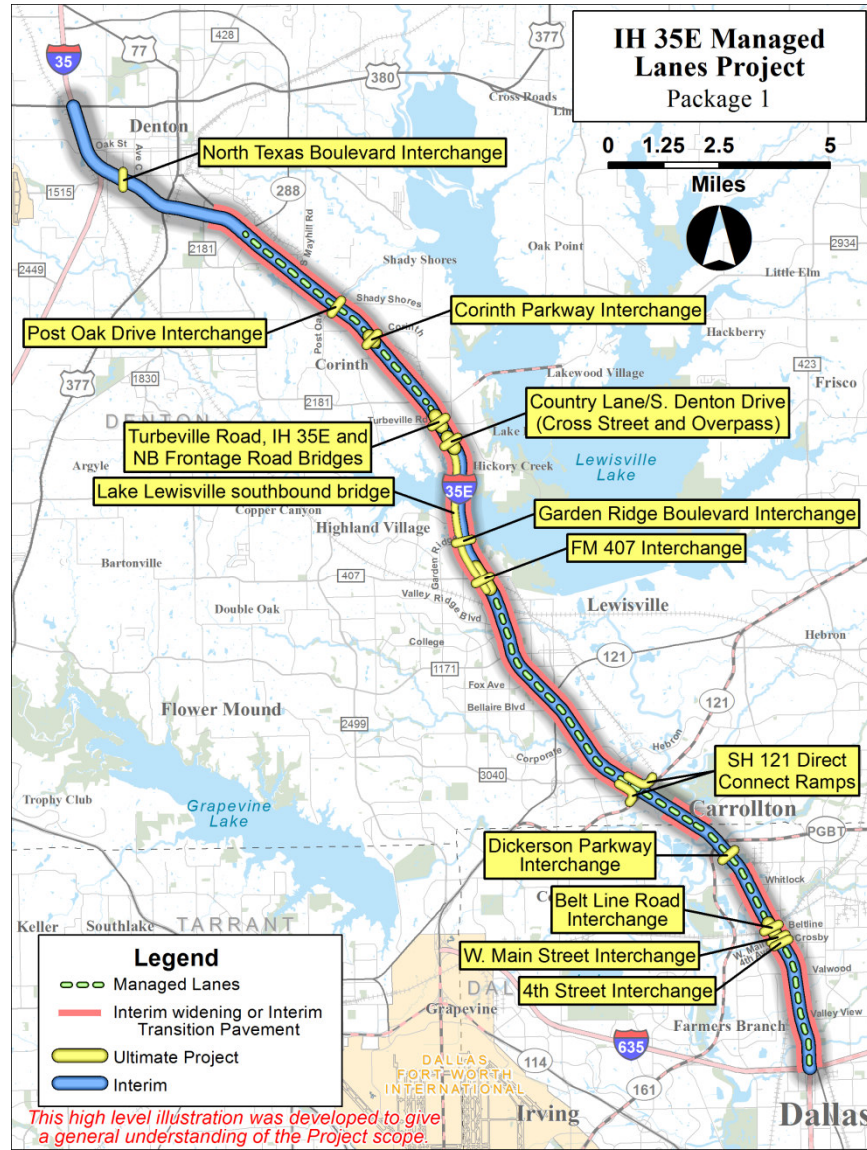 IH 35E Managed
Lanes Project
Package 1
0 1.25 2.5 5
Miles
35
77
428
377
380
Cross Roads
Denton
Oak St
Ave C
North Texas Boulevard Interchange
1515
288
2181
S Mayhill Rd
Oak Point
2934
2449
Shady Shores
Little Elm
Shady Shores
Post Oak Drive Interchange
Corinth Parkway Interchange
Corinth
Post Oa
Corinth
Hackberry
423
377
1830
2181
Lakewood Village
Frisco
DENTON
Turbeville Rd
Country Lane/S. Denton Drive
(Cross Street and Overpass)
Turbeville Road, IH 35E and
NB Frontage Road Bridges
Argyle
Hickory Creek
Lewisville
Lake
35E
Lake Lewisville southbound bridge
Copper Canyon
Garden Ridge Boulevard Interchange
Highland Village
Garden Ridg
FM 407 Interchange
Bartonville
407
Valley Ridge Blvd
Lewisville
Double Oak
Hebron
College
121
1171
Fox Ave
121
Flower Mound
Bellaire Blvd
2499
Hebron
Corporate
3040
SH 121 Direct
Connect Ramps
Trophy Club
Grapevine
Lake
Carrollton
PGBT
Dickerson Parkway
Interchange
Whitlock
Belt Line Road
Interchange
Beltline
Crosby
Keller
Southlake
TARRANT
W. Main
4th Ave
W. Main Street Interchange
Valwood
4th Street Interchange
DAL
Valley View
Grapevine
Farmers Branch
635
DALLAS
FORT WORTH
INTERNATIONAL
114
161
Irving
Dallas
Legend
Managed Lanes
Interim widening or Interim
Transition Pavement
Ultimate Project
Interim
This high level illustration was developed to give
a general understanding of the Project scope.